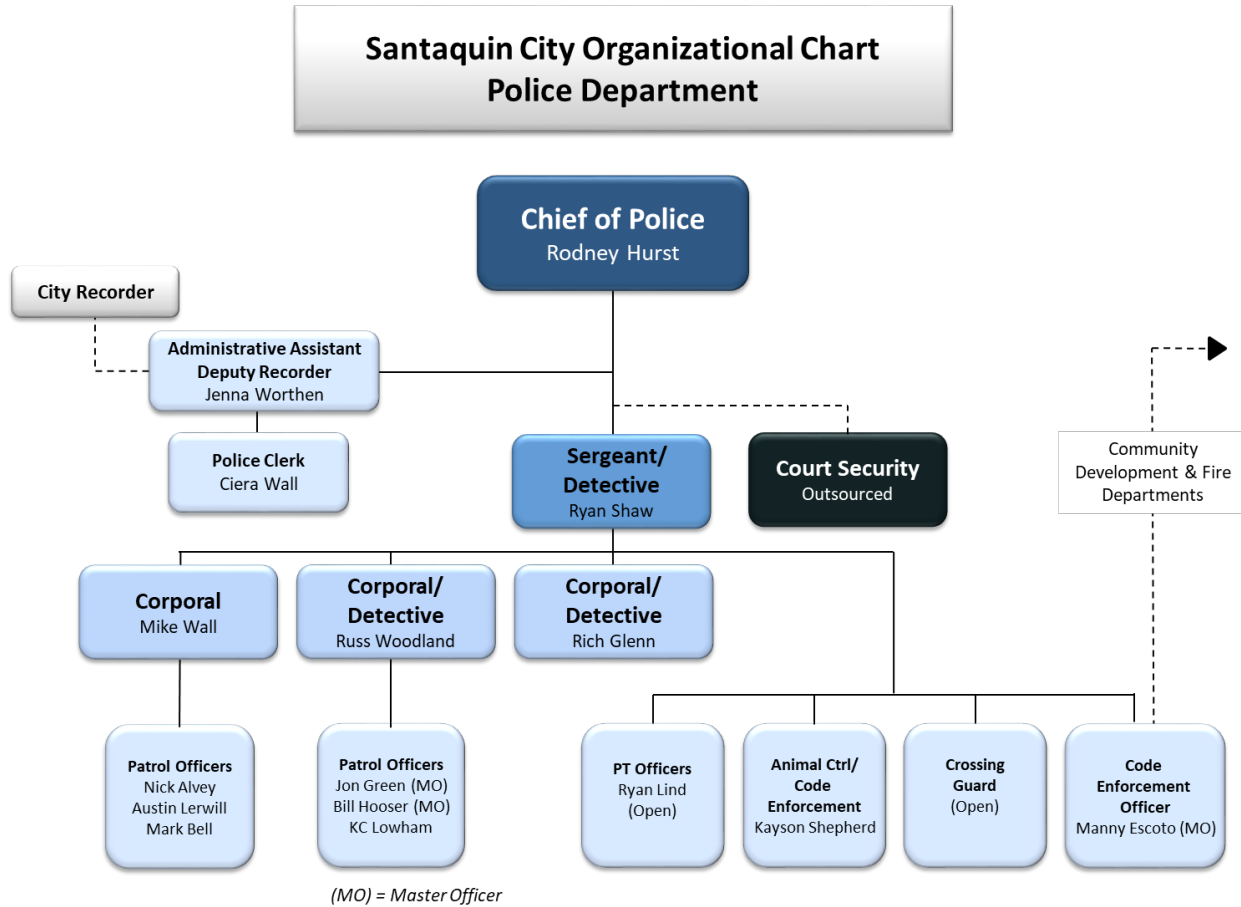 Santaquin City Organizational Chart
Police Department
Chief of Police
Rodney Hurst
City Recorder
Administrative Assistant
Deputy Recorder
Jenna Worthen
Police Clerk
Ciera Wall
Sergeant/
Detective
Ryan Shaw
Court Security
Outsourced
Community
Development & Fire
Departments
Corporal
Mike Wall
Corporal/
Detective
Russ Woodland
Corporal/
Detective
Rich Glenn
Patrol Officers
Nick Alvey
Austin Lerwill
Mark Bell
Patrol Officers
Jon Green (MO)
Bill Hooser (MO)
KC Lowham
PT Officers
Ryan Lind
(Open)
Animal Ctrl/
Code
Enforcement
Kayson Shepherd
Crossing
Guard
(Open)
Code
Enforcement
Officer
Manny Escoto (MO)
(MO) = Master Officer